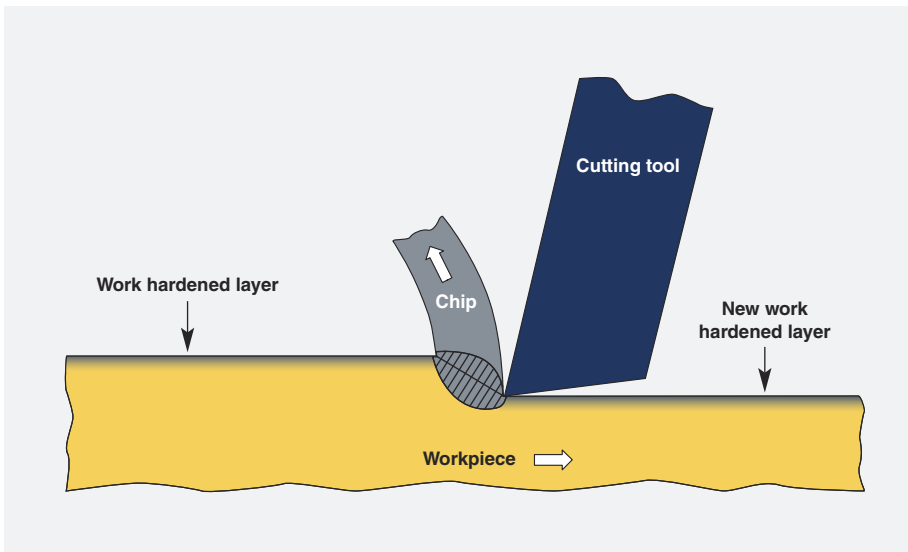 Cutting tool
Work hardened layer
Chip
New work
hardened layer
Workpiece